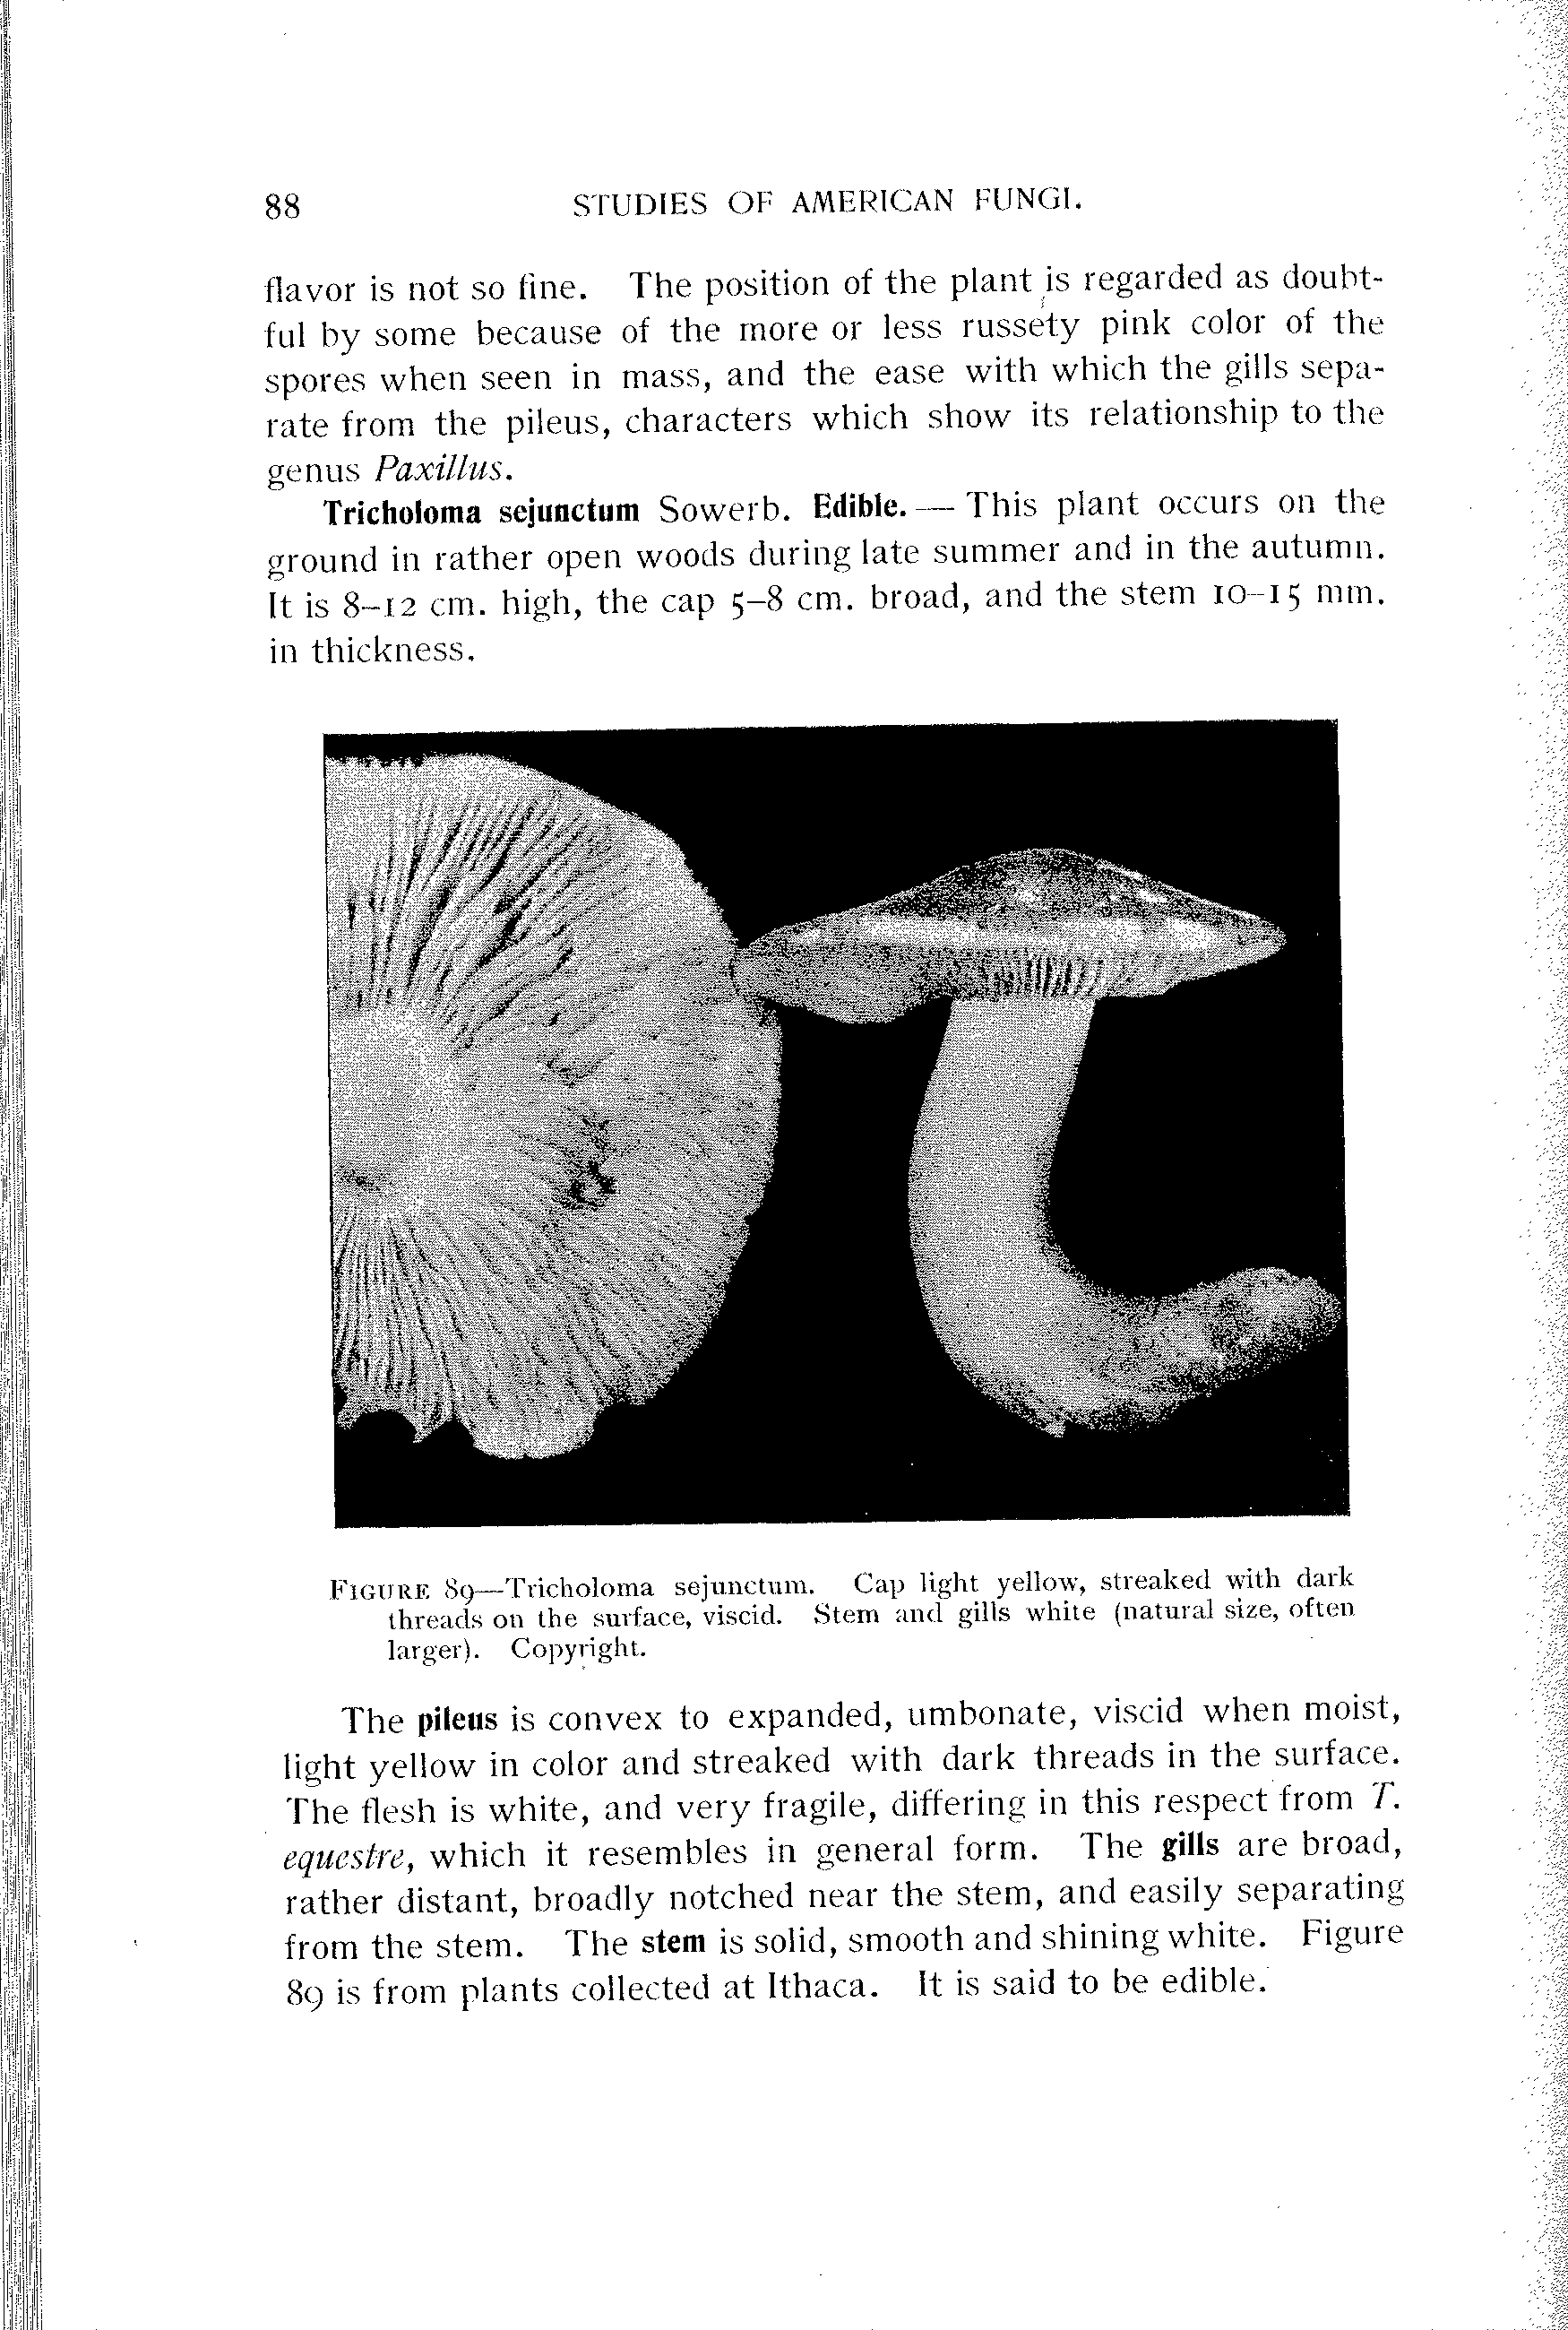 88 STUDIES OF AMERICAN FUNGI.
flavor is not so fine. The position of the plant is regarded as doubt-
ful by some because of the more or less russety pink color of the
spores when seen in mass, and the ease with which the gills sepa-
rate from the pileus, characters which show its relationship to the
genus Paxillus.
Tricholoma sejunctum Sowerb. Edible. — This plant occurs on the
ground in rather open woods during late summer and in the autumn.
It is 8–12 cm. high, the cap 5–8 cm. broad, and the stem 10–15 mm.
in thickness.
FIGURE 89—Tricholoma sejunctum. Cap light yellow, streaked with dark
threads on the surface, viscid. Stem and gills white (natural size, often
larger). Copyright.
The pileus is convex to expanded, umbonate, viscid when moist,
light yellow in color and streaked with dark threads in the surface.
The flesh is white, and very fragile, differing in this respect from T.
equestre, which it resembles in general form. The gills are broad,
rather distant, broadly notched near the stem, and easily separating
from the stem. The stem is solid, smooth and shining white. Figure
89 is from plants collected at Ithaca. It is said to be edible.